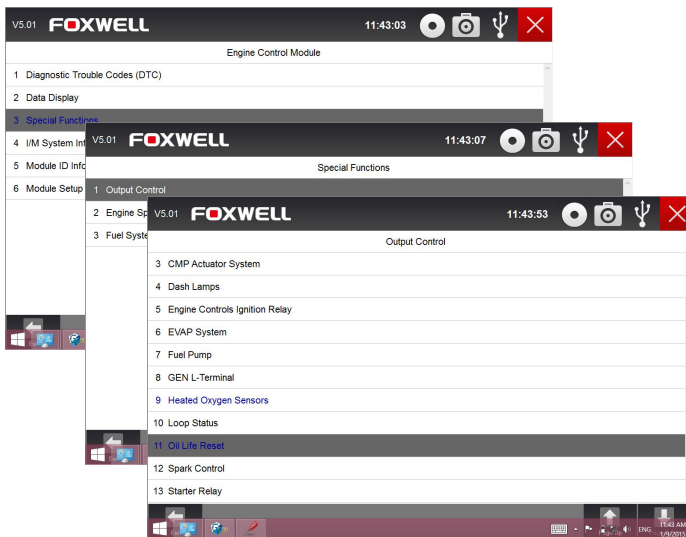 V5.01 FOXWELL 11:43:03
Engine Control Module
1 Diagnostic Trouble Codes (DTC)
2 Data Display
3 Special Functions
4 I/M System Inf
5 Module ID Info
6 Module Setup
V5.01 FOXWELL 11:43:07
Special Functions
1 Output Control
2 Engine Sp
3 Fuel Syste
V5.01 FOXWELL 11:43:53
Output Control
3 CMP Actuator System
4 Dash Lamps
5 Engine Controls Ignition Relay
6 EVAP System
7 Fuel Pump
8 GEN L-Terminal
9 Heated Oxygen Sensors
10 Loop Status
11 Oil Life Reset
12 Spark Control
13 Starter Relay
ENG 11:43 AM
1/9/2015